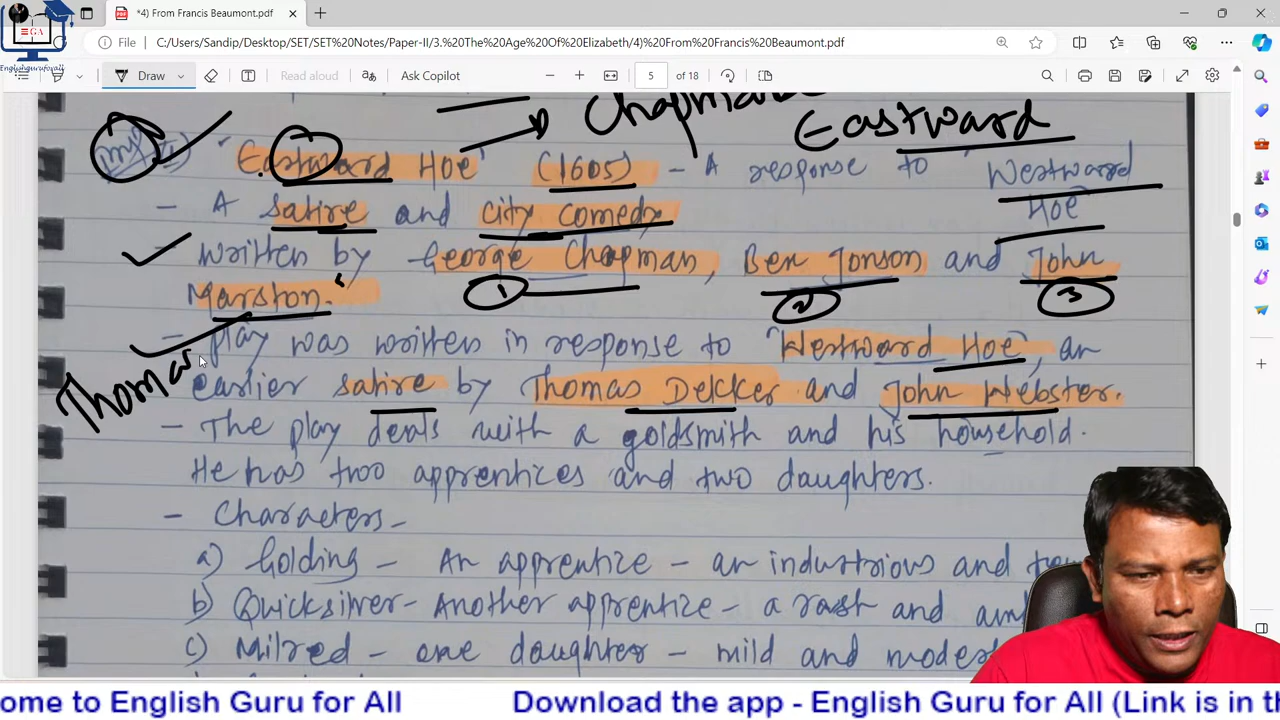 *4) From Francis Beaumont.pdf
File C:/Users/Sandip/Desktop/SET/SET%20Notes/Paper-II/3.%20The%20Age%20Of%20Elizabeth/4)%20From%20Francis%20Beaumont.pdf
EGA
Englishguruforall
Draw Read aloud Ask Copilot 5 of 18
Eastward
"Eastward Hoe" (1605) - A response to Westward
Hoe
- A satire and city comedy
- written by George Chapman, Ben Jonson and John
Marston.
1 2 3
- Play was written in response to "Westward Hoe", an
Thomas
earlier satire by Thomas Dekker and John Webster.
- The play deals with a goldsmith and his household.
He has two apprentices and two daughters.
- Characters-
a) Golding - An apprentice - an industrious and
b) Quicksilver- Another apprentice- a rash and
c) Milred - one daughter - mild and modest
ome to English Guru for All Download the app - English Guru for All (Link is in th